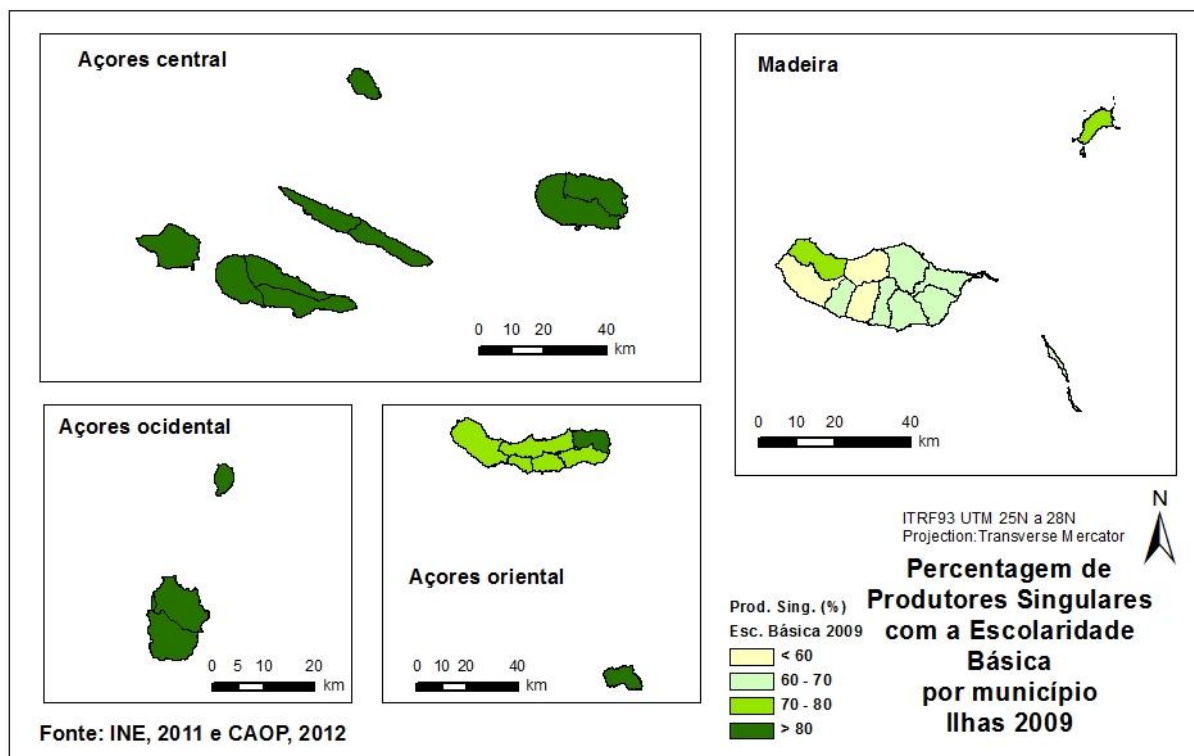 Açores central
0 10 20 40
km
Madeira
0 10 20 40
km
Açores ocidental
0 5 10 20
km
Açores oriental
0 10 20 40
km
N
ITRF93 UTM 25N a 28N
Projection: Transverse Mercator
Percentagem de
Produtores Singulares
com a Escolaridade
Básica
por município
Ilhas 2009
Prod. Sing. (%)
Esc. Básica 2009
< 60
60 - 70
70 - 80
> 80
Fonte: INE, 2011 e CAOP, 2012